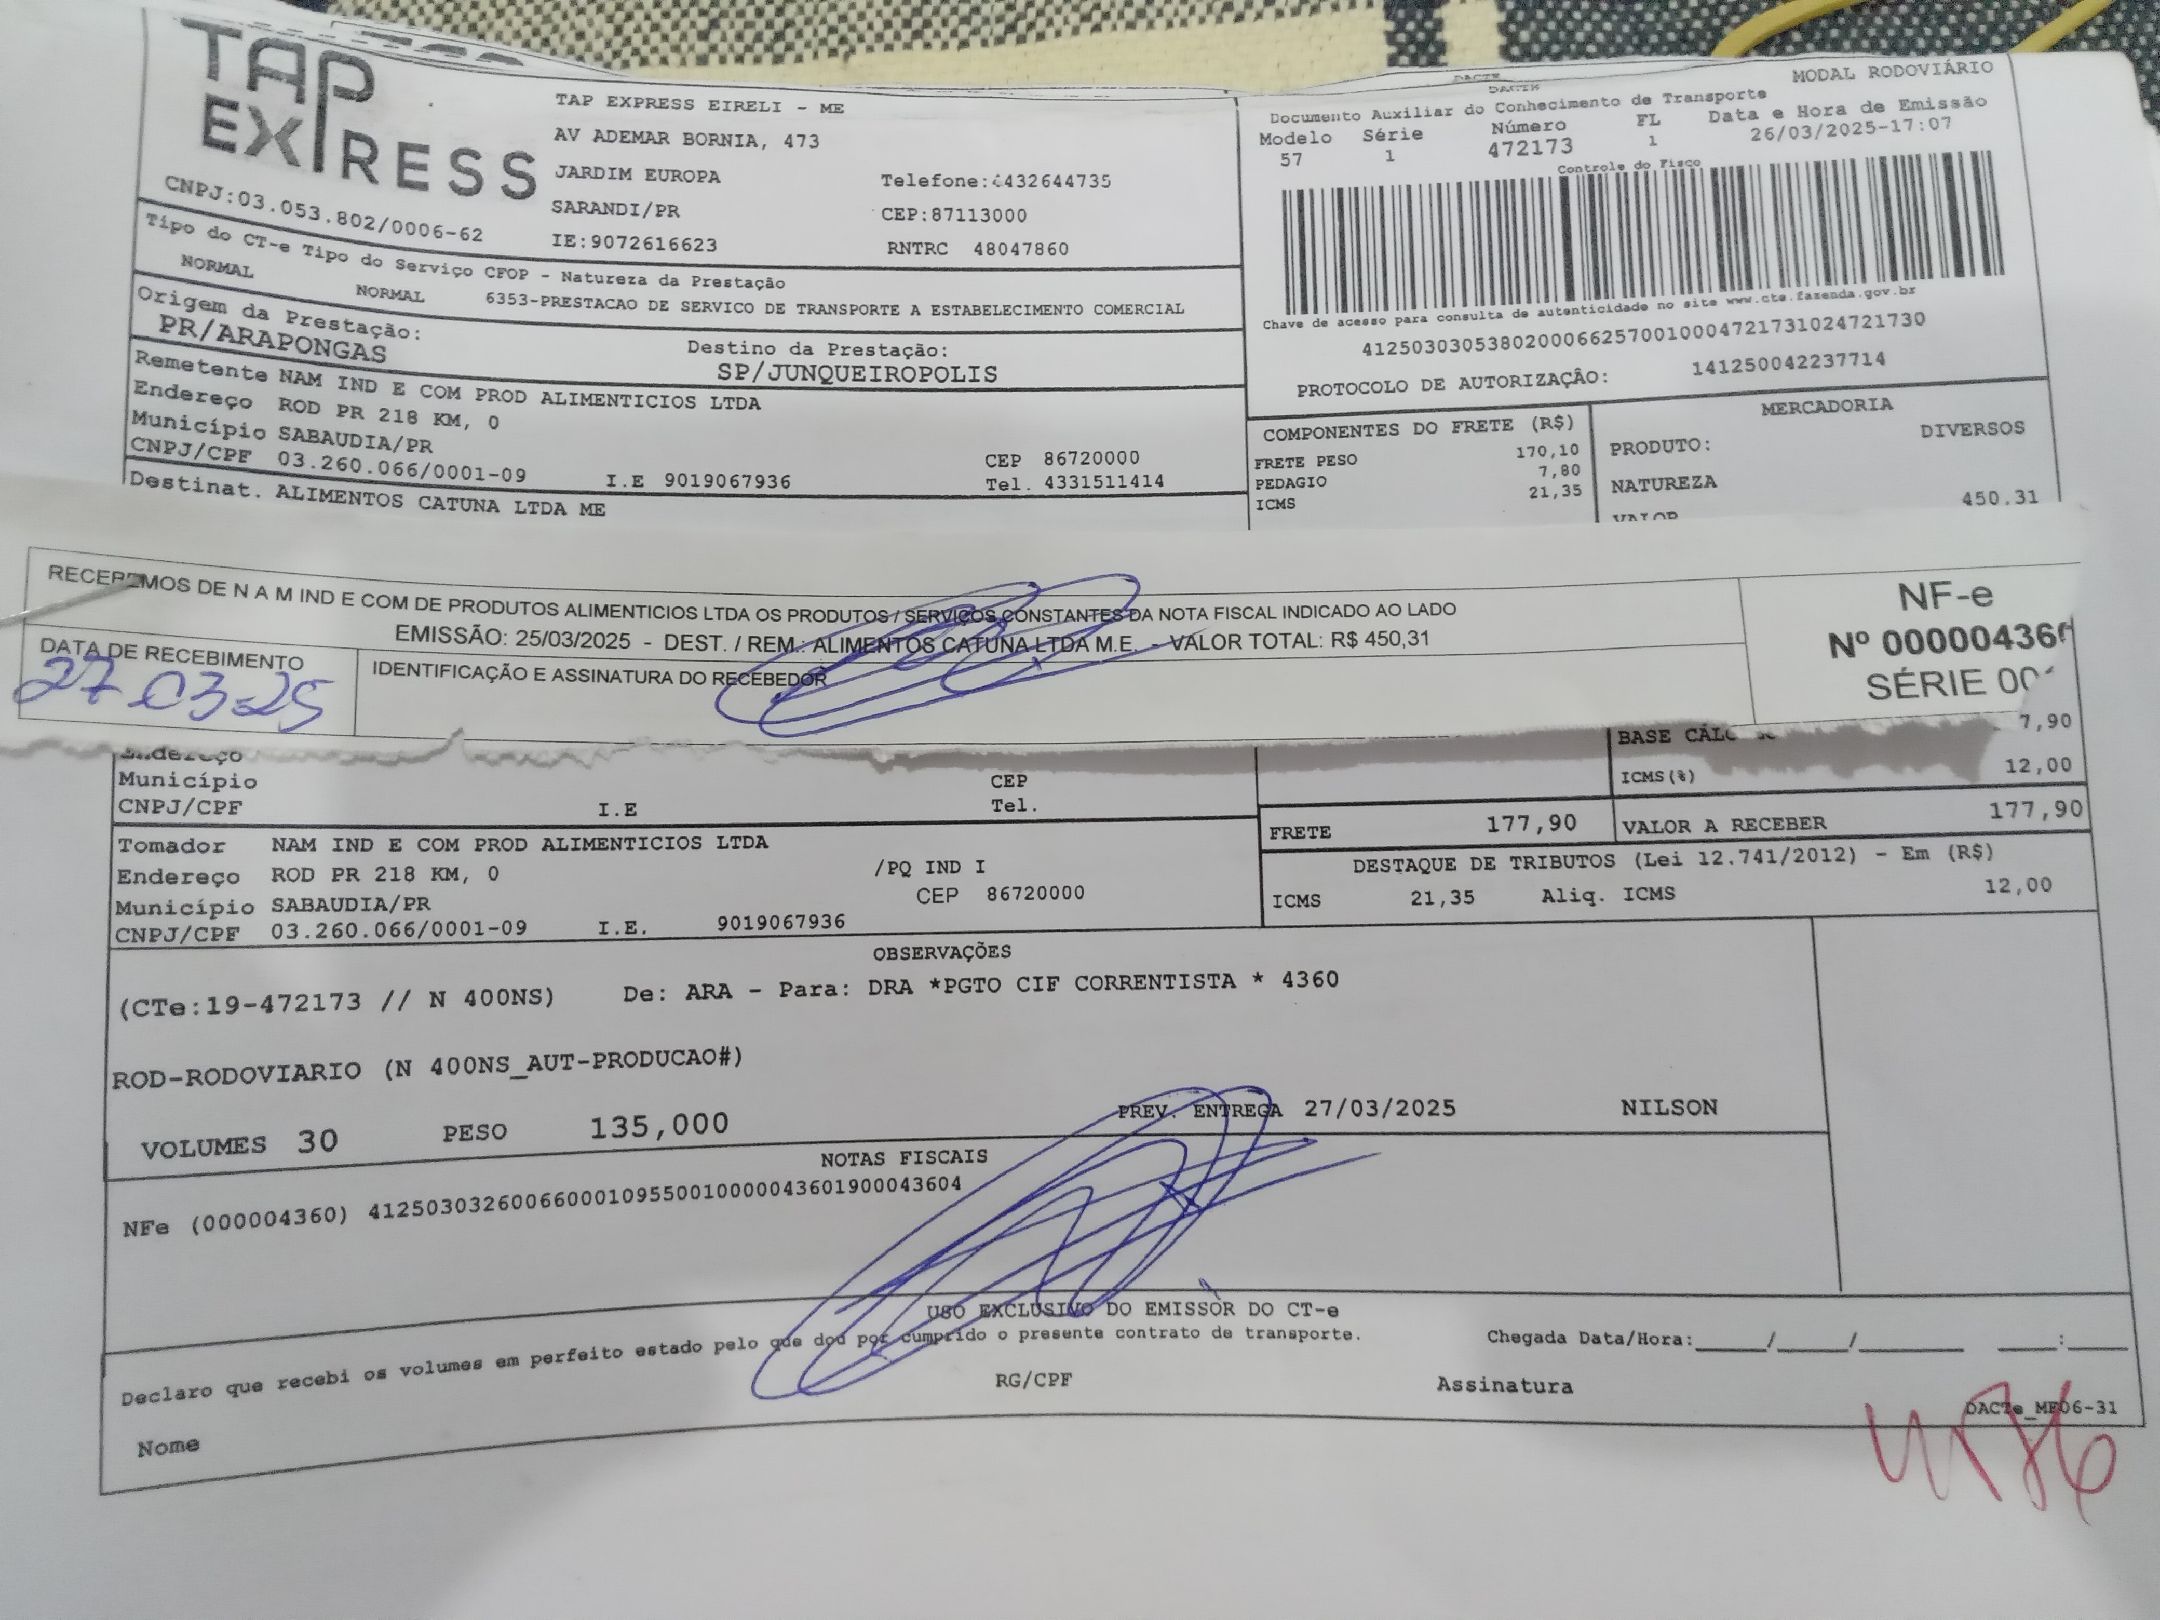 TAP
EXPRESS
CNPJ:03.053.802/0006-62
TAP EXPRESS EIRELI - ME
AV ADEMAR BORNIA, 473
JARDIM EUROPA
Telefone:4432644735
SARANDI/PR
CEP:87113000
IE:9072616623
RNTRC 48047860
DACTE
MODAL RODOVIÁRIO
Documento Auxiliar do Conhecimento de Transporte
Modelo Série Número FL Data e Hora de Emissão
57 1 472173 1 26/03/2025-17:07
Controle do Fisco
Chave de acesso para consulta de autenticidade no site www.cte.fazenda.gov.br
41250303053802000662570010004721731024721730
PROTOCOLO DE AUTORIZAÇÃO: 141250042237714
Tipo do CT-e Tipo do Serviço CFOP - Natureza da Prestação
NORMAL NORMAL 6353-PRESTACAO DE SERVICO DE TRANSPORTE A ESTABELECIMENTO COMERCIAL
Origem da Prestação:
PR/ARAPONGAS
Destino da Prestação:
SP/JUNQUEIROPOLIS
Remetente NAM IND E COM PROD ALIMENTICIOS LTDA
Endereço ROD PR 218 KM, 0
Município SABAUDIA/PR
CEP 86720000
CNPJ/CPF 03.260.066/0001-09 I.E 9019067936 Tel. 4331511414
Destinat. ALIMENTOS CATUNA LTDA ME
COMPONENTES DO FRETE (R$)
FRETE PESO 170,10
PEDAGIO 7,80
ICMS 21,35
MERCADORIA
PRODUTO: DIVERSOS
NATUREZA
VALOR 450.31
RECEBEMOS DE N A M IND E COM DE PRODUTOS ALIMENTICIOS LTDA OS PRODUTOS / SERVIÇOS CONSTANTES DA NOTA FISCAL INDICADO AO LADO
EMISSÃO: 25/03/2025 - DEST. / REM.: ALIMENTOS CATUNA LTDA M.E. - VALOR TOTAL: R$ 450,31
DATA DE RECEBIMENTO
27-03-25
IDENTIFICAÇÃO E ASSINATURA DO RECEBEDOR
NF-e
Nº 00000436
SÉRIE 00
Endereço
Município CEP
CNPJ/CPF I.E Tel.
BASE CÁLC 7,90
ICMS(%) 12,00
FRETE 177,90 VALOR A RECEBER 177,90
DESTAQUE DE TRIBUTOS (Lei 12.741/2012) - Em (R$)
ICMS 21,35 Aliq. ICMS 12,00
Tomador NAM IND E COM PROD ALIMENTICIOS LTDA
Endereço ROD PR 218 KM, 0 /PQ IND I
Município SABAUDIA/PR CEP 86720000
CNPJ/CPF 03.260.066/0001-09 I.E. 9019067936
OBSERVAÇÕES
(CTe:19-472173 // N 400NS) De: ARA - Para: DRA *PGTO CIF CORRENTISTA * 4360
ROD-RODOVIARIO (N 400NS_AUT-PRODUCAO#)
VOLUMES 30 PESO 135,000 PREV. ENTREGA 27/03/2025 NILSON
NOTAS FISCAIS
NFe (000004360) 41250303260066000109550010000043601900043604
USO EXCLUSIVO DO EMISSOR DO CT-e
Declaro que recebi os volumes em perfeito estado pelo que dou por cumprido o presente contrato de transporte.
Chegada Data/Hora:_____/_____/_______ ____:____
Nome RG/CPF Assinatura
DACTe_ME06-31